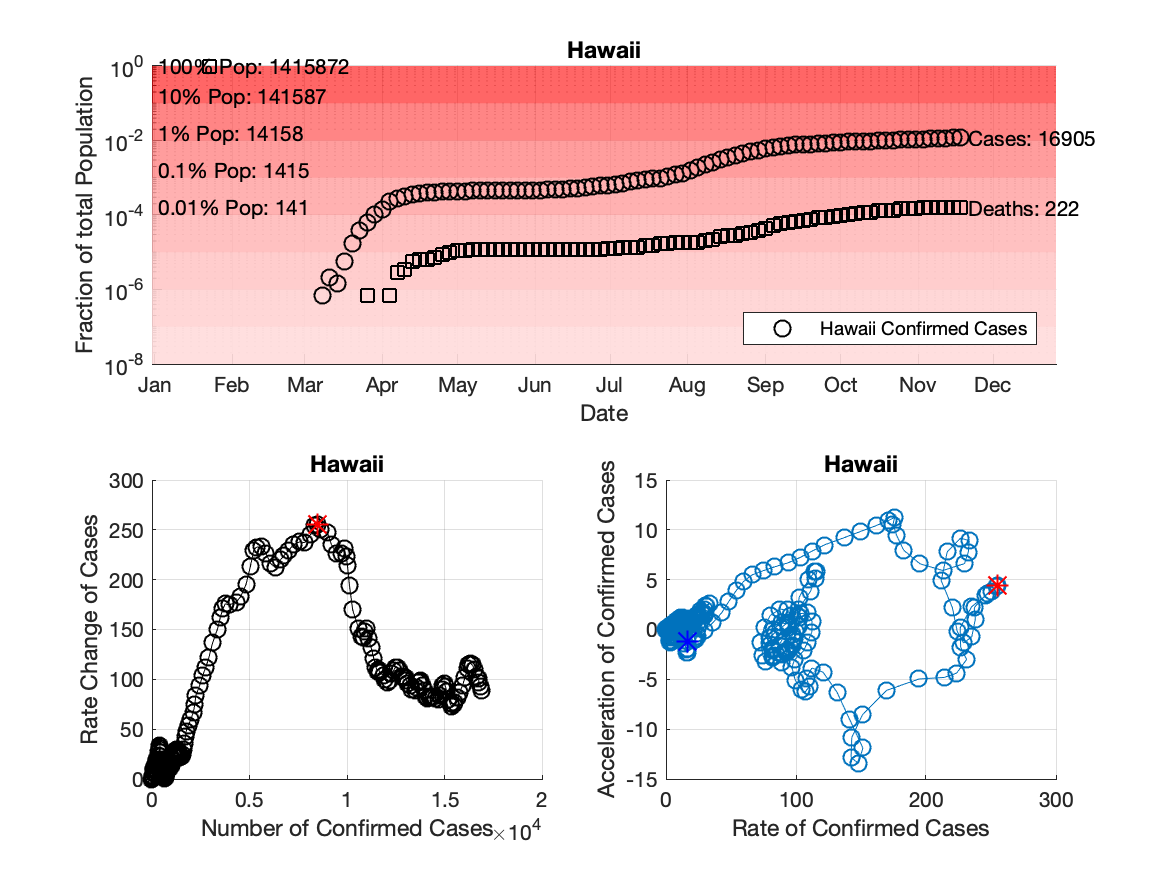 Hawaii
10^0
10^-2
10^-4
10^-6
10^-8
Fraction of total Population
100% Pop: 1415872
10% Pop: 141587
1% Pop: 14158
0.1% Pop: 1415
0.01% Pop: 141
Cases: 16905
Deaths: 222
Hawaii Confirmed Cases
Jan Feb Mar Apr May Jun Jul Aug Sep Oct Nov Dec
Date
Hawaii
300
250
200
150
100
50
0
Rate Change of Cases
0 0.5 1 1.5 2
Number of Confirmed Cases ×10^4
Hawaii
15
10
5
0
-5
-10
-15
Acceleration of Confirmed Cases
0 100 200 300
Rate of Confirmed Cases